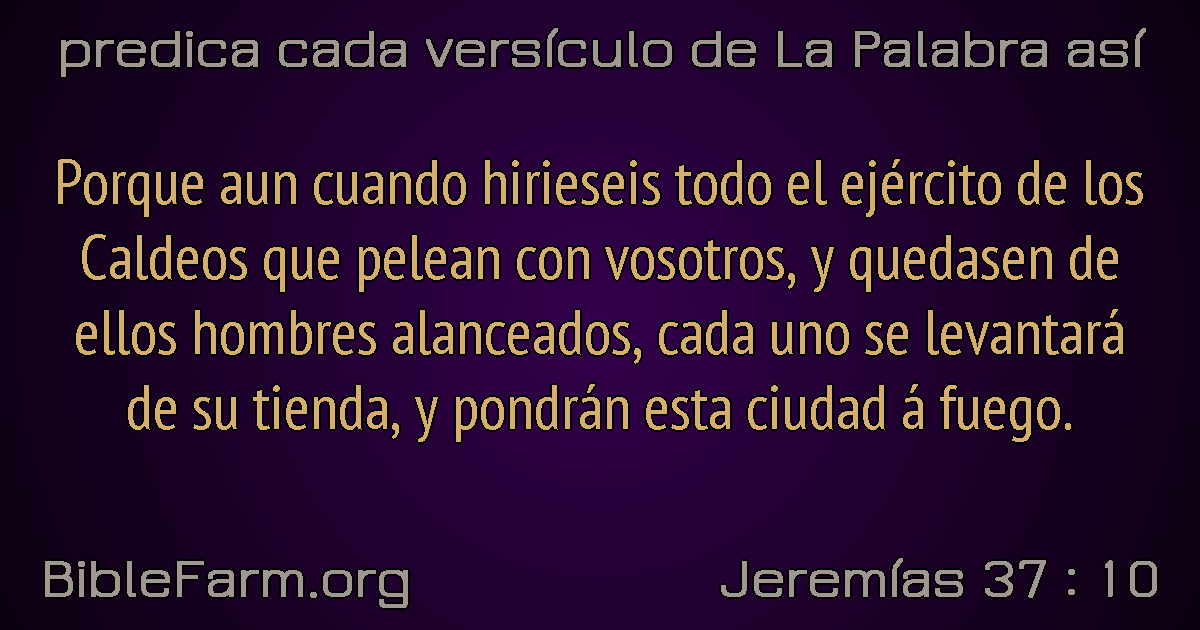 predica cada versículo de La Palabra así
Porque aun cuando hirieseis todo el ejército de los
Caldeos que pelean con vosotros, y quedasen de
ellos hombres alanceados, cada uno se levantará
de su tienda, y pondrán esta ciudad á fuego.
BibleFarm.org
Jeremías 37 : 10